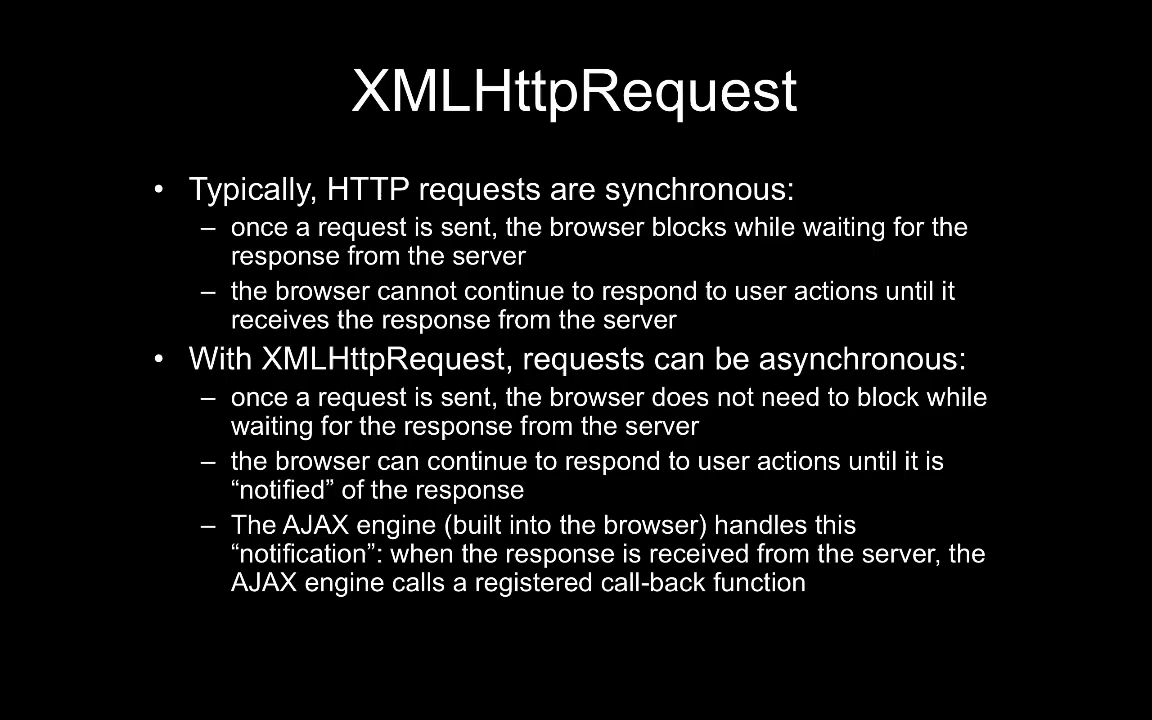 XMLHttpRequest
• Typically, HTTP requests are synchronous:
– once a request is sent, the browser blocks while waiting for the
response from the server
– the browser cannot continue to respond to user actions until it
receives the response from the server
• With XMLHttpRequest, requests can be asynchronous:
– once a request is sent, the browser does not need to block while
waiting for the response from the server
– the browser can continue to respond to user actions until it is
“notified” of the response
– The AJAX engine (built into the browser) handles this
“notification”: when the response is received from the server, the
AJAX engine calls a registered call-back function